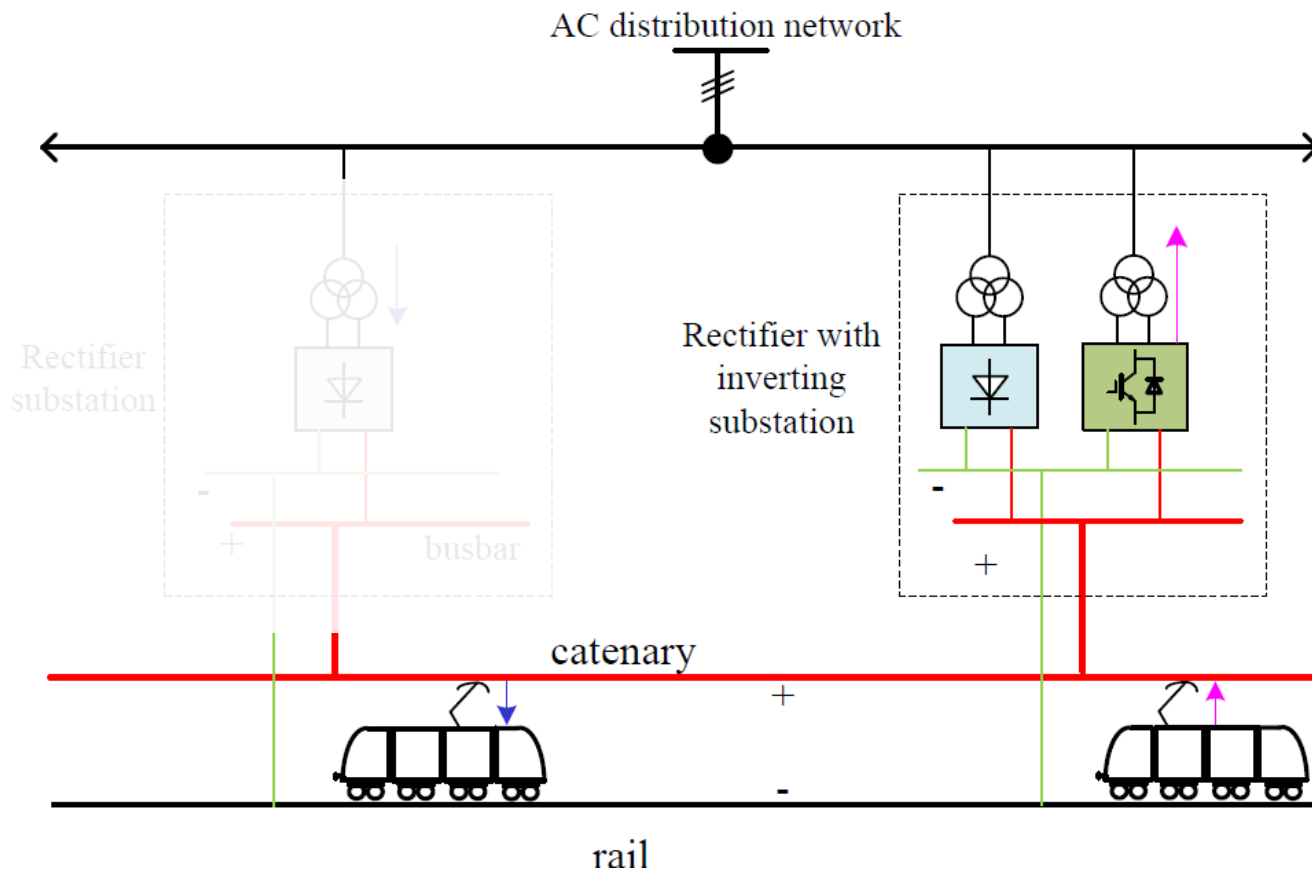 AC distribution network
Rectifier
substation
Rectifier with
inverting
substation
-
+
busbar
-
+
catenary
+
-
rail